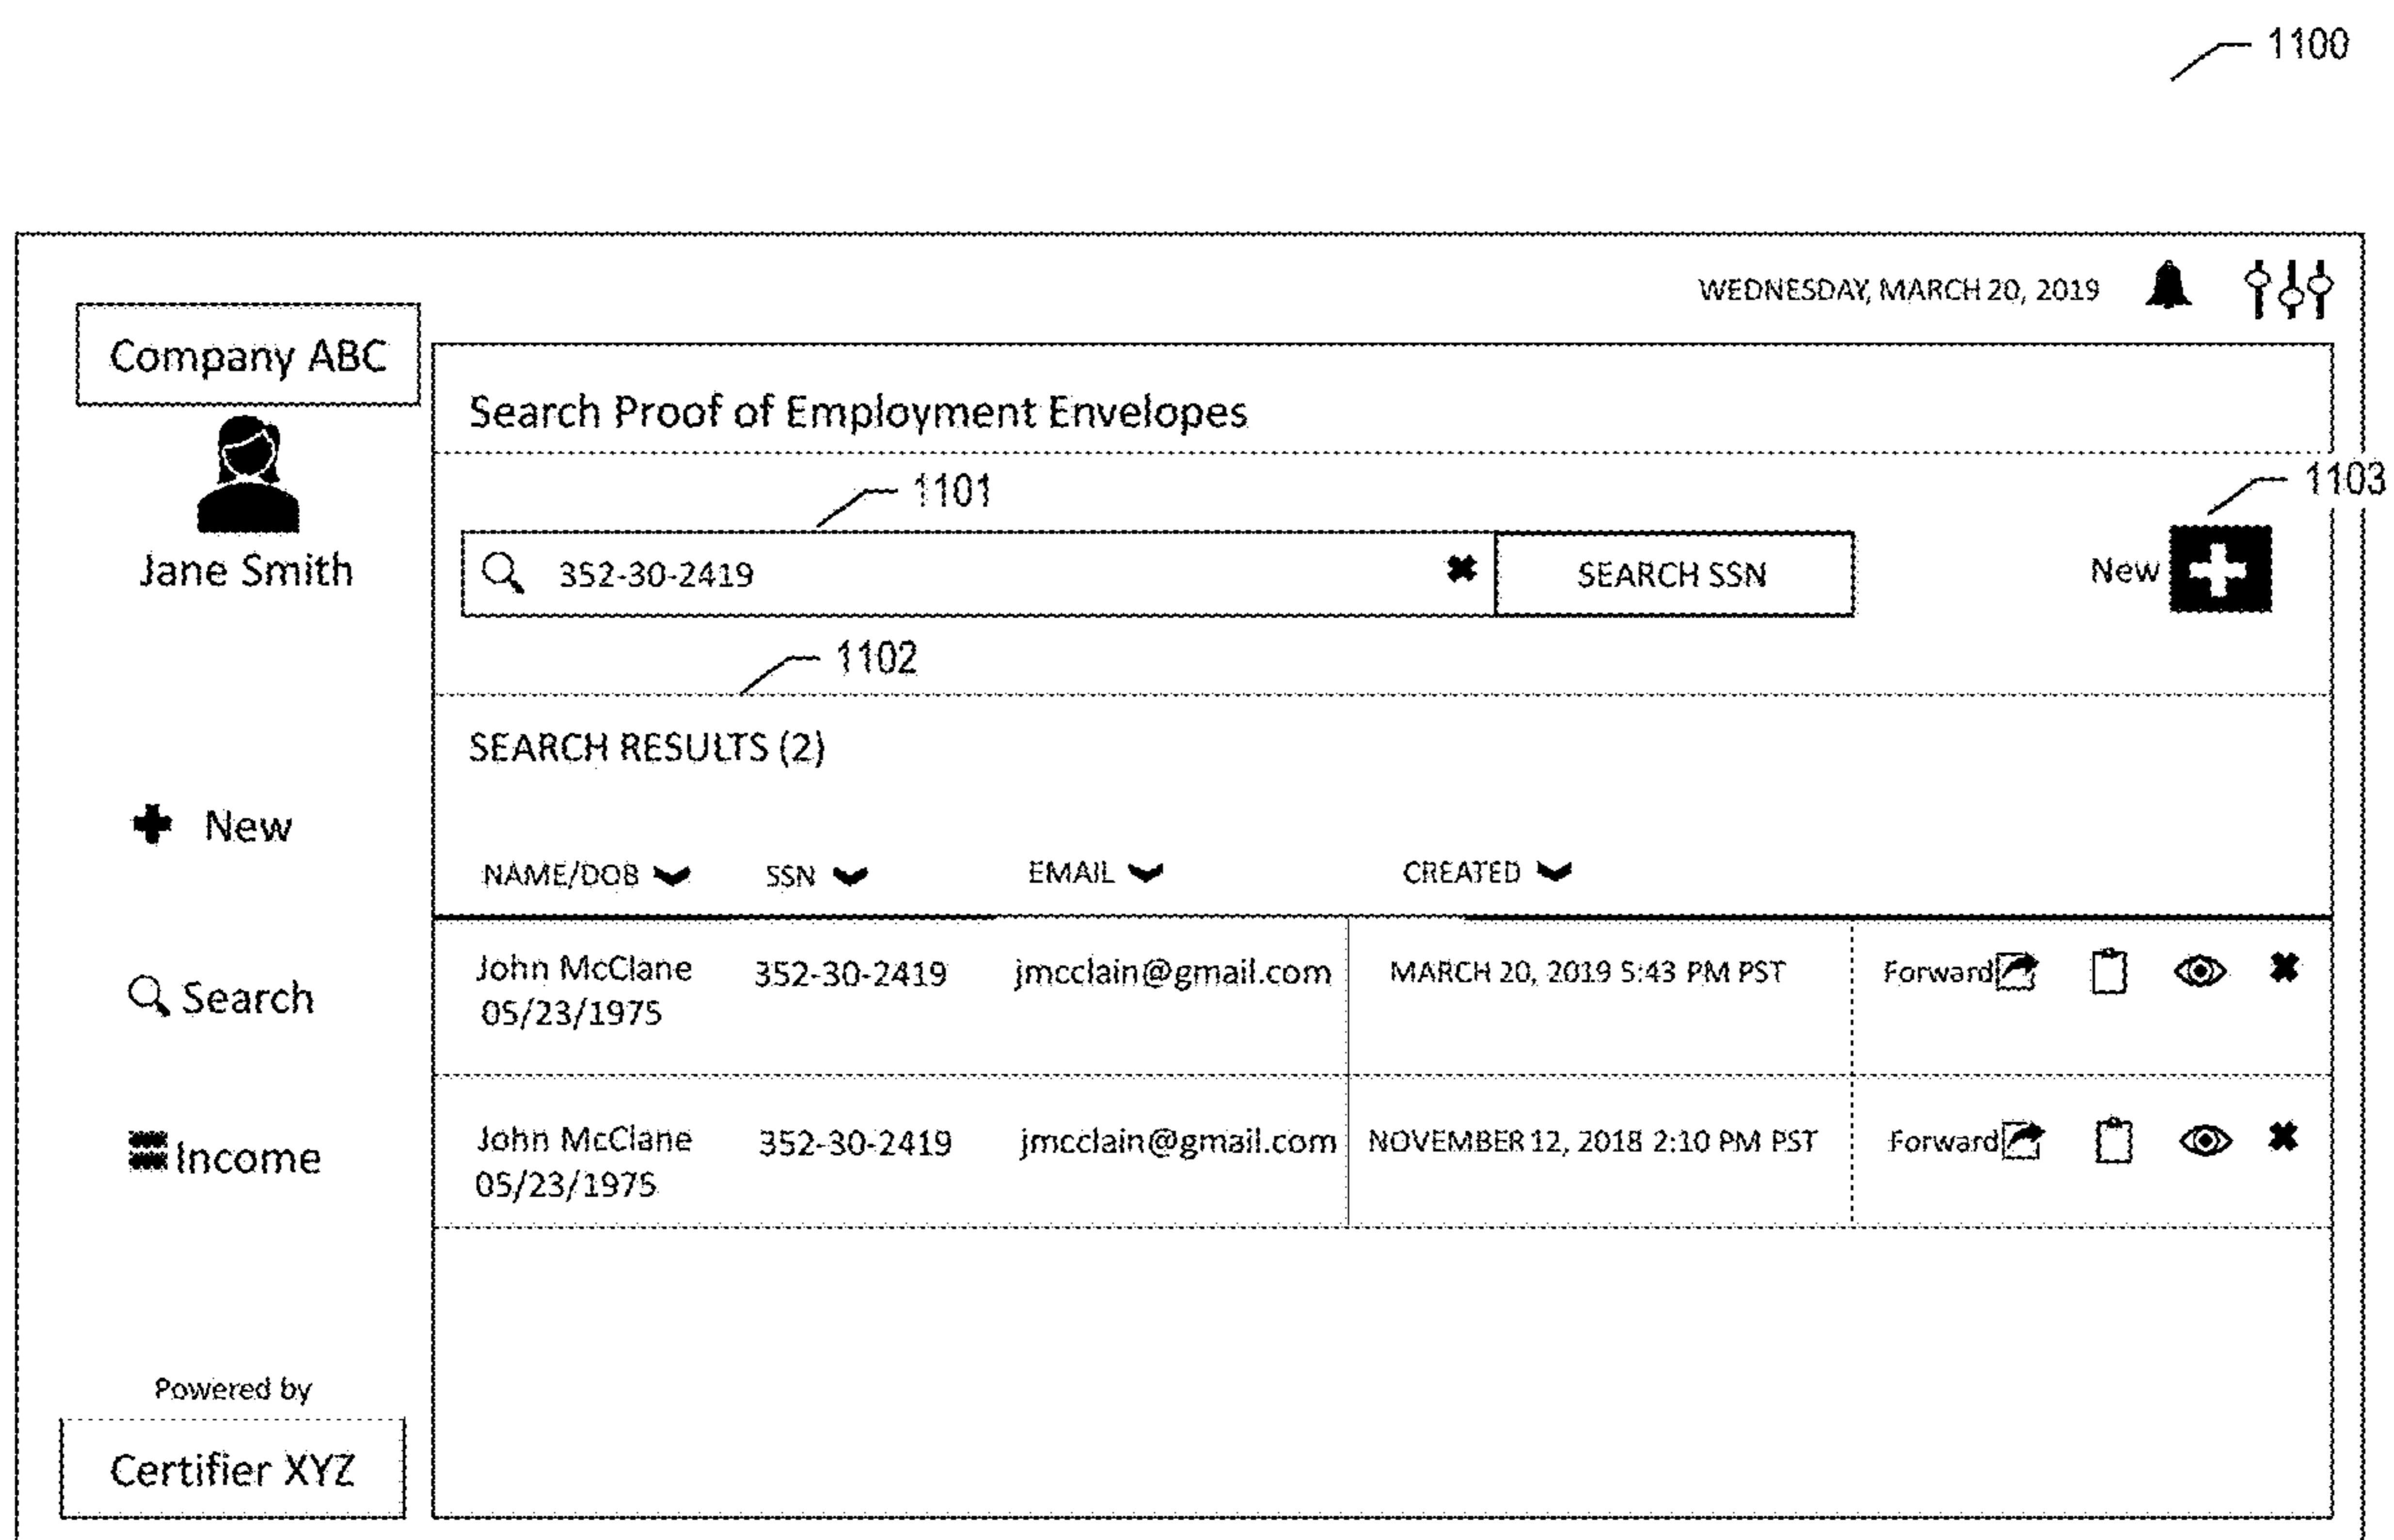 1100
WEDNESDAY, MARCH 20, 2019
Company ABC
Jane Smith
New
Search
Income
Powered by
Certifier XYZ
Search Proof of Employment Envelopes
1101
1103
352-30-2419
SEARCH SSN
New
1102
SEARCH RESULTS (2)
NAME/DOB SSN EMAIL CREATED
John McClane 352-30-2419 jmcclain@gmail.com MARCH 20, 2019 5:43 PM PST Forward
05/23/1975
John McClane 352-30-2419 jmcclain@gmail.com NOVEMBER 12, 2018 2:10 PM PST Forward
05/23/1975